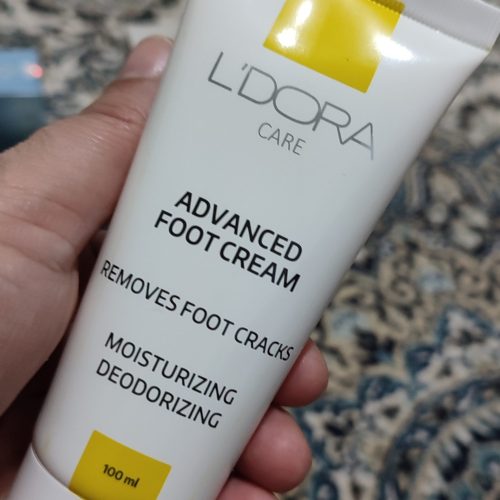 L'DORA
CARE
ADVANCED
FOOT CREAM
REMOVES FOOT CRACKS
MOISTURIZING
DEODORIZING
100 ml